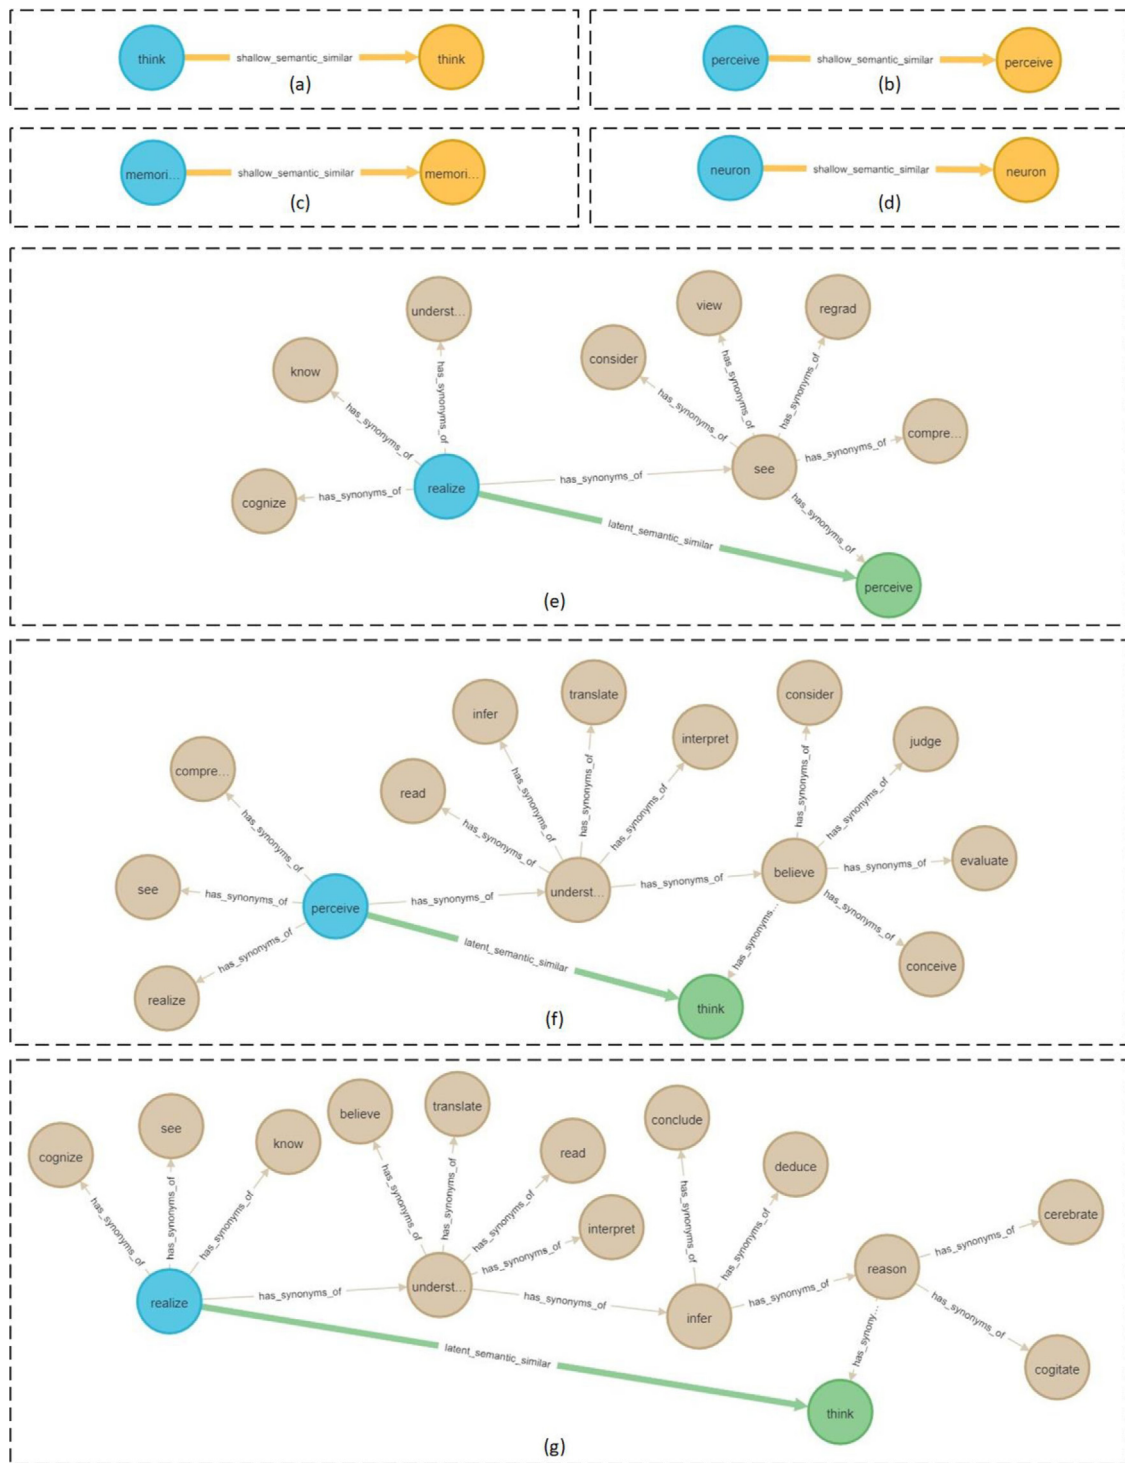 think shallow_semantic_similar think
(a)
perceive shallow_semantic_similar perceive
(b)
memori... shallow_semantic_similar memori...
(c)
neuron shallow_semantic_similar neuron
(d)
underst...
view
regrad
know
consider
has_synonyms_of
has_synonyms_of
has_synonyms_of
has_synonyms_of
has_synonyms_of
compre...
has_synonyms_of
see
realize
has_synonyms_of
cognize
has_synonyms_of
has_synonyms_of
latent_semantic_similar
perceive
(e)
infer
translate
consider
interpret
judge
compre...
read
has_synonyms_of
has_synonyms_of
has_synonyms_of
has_synonyms_of
has_synonyms_of
has_synonyms_of
has_synonyms_of
evaluate
has_synonyms_of
believe
see
has_synonyms_of
perceive
has_synonyms_of
underst...
has_synonyms_of
has_synonyms_of
has_synonyms_of
latent_semantic_similar
has_synonyms...
conceive
realize
think
(f)
believe
translate
conclude
see
know
cognize
read
deduce
has_synonyms_of
has_synonyms_of
has_synonyms_of
has_synonyms_of
has_synonyms_of
has_synonyms_of
has_synonyms_of
has_synonyms_of
has_synonyms_of
interpret
cerebrate
has_synonyms_of
has_synonyms_of
reason
realize
has_synonyms_of
underst...
has_synonyms_of
infer
has_synonyms_of
has_synonyms_of
latent_semantic_similar
has_synony...
cogitate
think
(g)